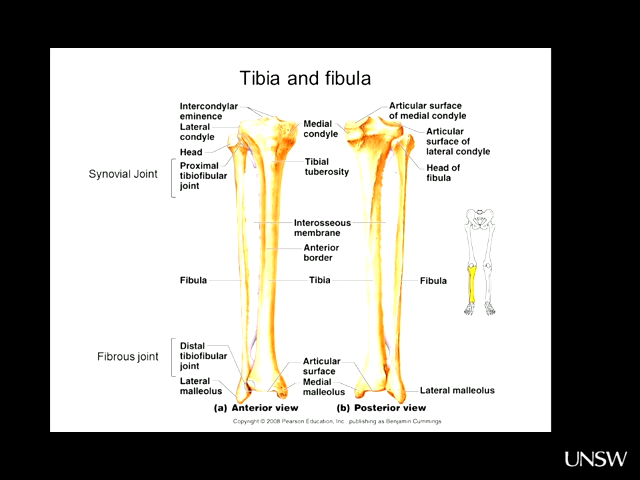 Tibia and fibula
Intercondylar
eminence
Lateral
condyle
Head
Proximal
tibiofibular
joint
Synovial Joint
Medial
condyle
Tibial
tuberosity
Articular surface
of medial condyle
Articular
surface of
lateral condyle
Head of
fibula
Interosseous
membrane
Anterior
border
Fibula
Tibia
Fibula
Fibrous joint
Distal
tibiofibular
joint
Lateral
malleolus
Articular
surface
Medial
malleolus
Lateral malleolus
(a) Anterior view
(b) Posterior view
Copyright © 2008 Pearson Education, Inc. publishing as Benjamin Cummings
UNSW